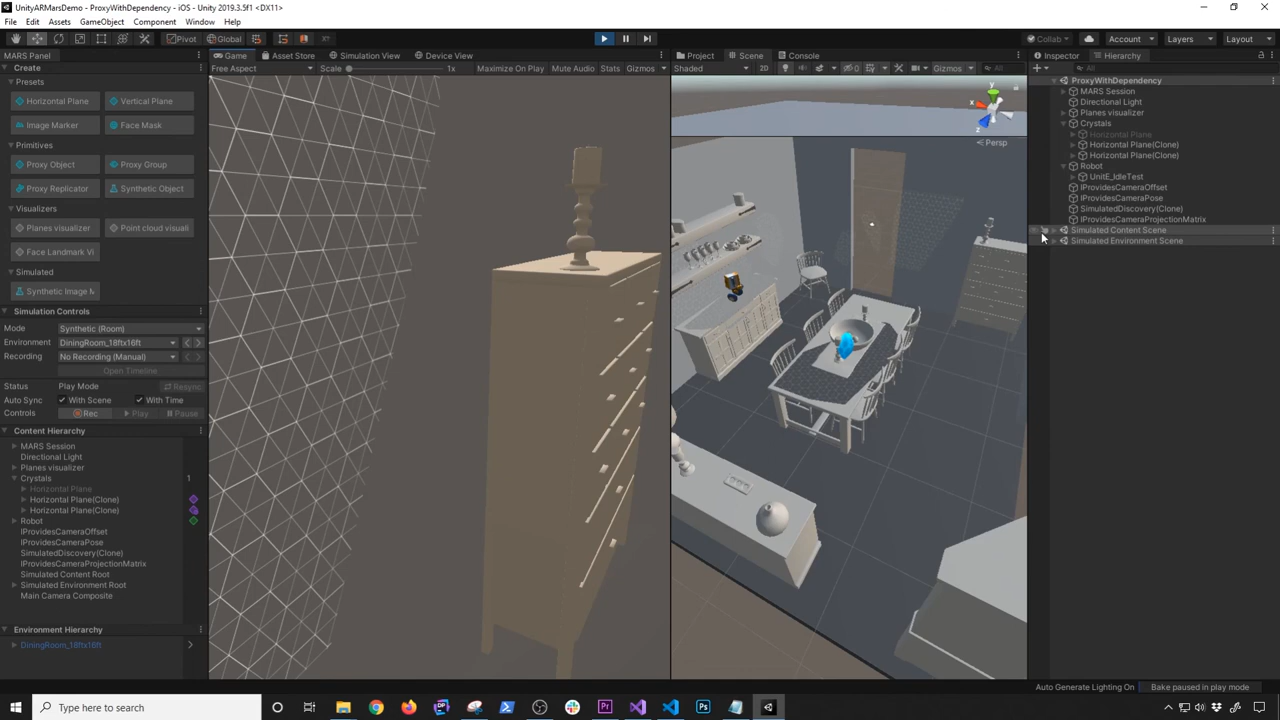 UnityARMarsDemo - ProxyWithDependency - iOS - Unity 2019.3.5f1 <DX11>
File Edit Assets GameObject Component Window Help
Pivot Global Collab Account Layers Layout
MARS Panel
Create
Presets
Horizontal Plane Vertical Plane
Image Marker Face Mask
Primitives
Proxy Object Proxy Group
Proxy Replicator Synthetic Object
Visualizers
Planes visualizer Point cloud visuali
Face Landmark Vi
Simulated
Synthetic Image M
Simulation Controls
Mode Synthetic (Room)
Environment DiningRoom_18ftx16ft
Recording No Recording (Manual)
Open Timeline
Status Play Mode Resync
Auto Sync With Scene With Time
Controls Rec Play Pause
Content Hierarchy
MARS Session
Directional Light
Planes visualizer
Crystals 1
Horizontal Plane
Horizontal Plane(Clone)
Horizontal Plane(Clone)
Robot
IProvidesCameraOffset
IProvidesCameraPose
SimulatedDiscovery(Clone)
IProvidesCameraProjectionMatrix
Simulated Content Root
Simulated Environment Root
Main Camera Composite
Environment Hierarchy
DiningRoom_18ftx16ft
Game Asset Store Simulation View Device View
Free Aspect Scale 1x Maximize On Play Mute Audio Stats Gizmos
Project Scene Console
Shaded 2D 0 Gizmos All
x y z
Persp
Inspector Hierarchy
All
ProxyWithDependency
MARS Session
Directional Light
Planes visualizer
Crystals
Horizontal Plane
Horizontal Plane(Clone)
Horizontal Plane(Clone)
Robot
UnitE_IdleTest
IProvidesCameraOffset
IProvidesCameraPose
SimulatedDiscovery(Clone)
IProvidesCameraProjectionMatrix
Simulated Content Scene
Simulated Environment Scene
Auto Generate Lighting On Bake paused in play mode
Type here to search